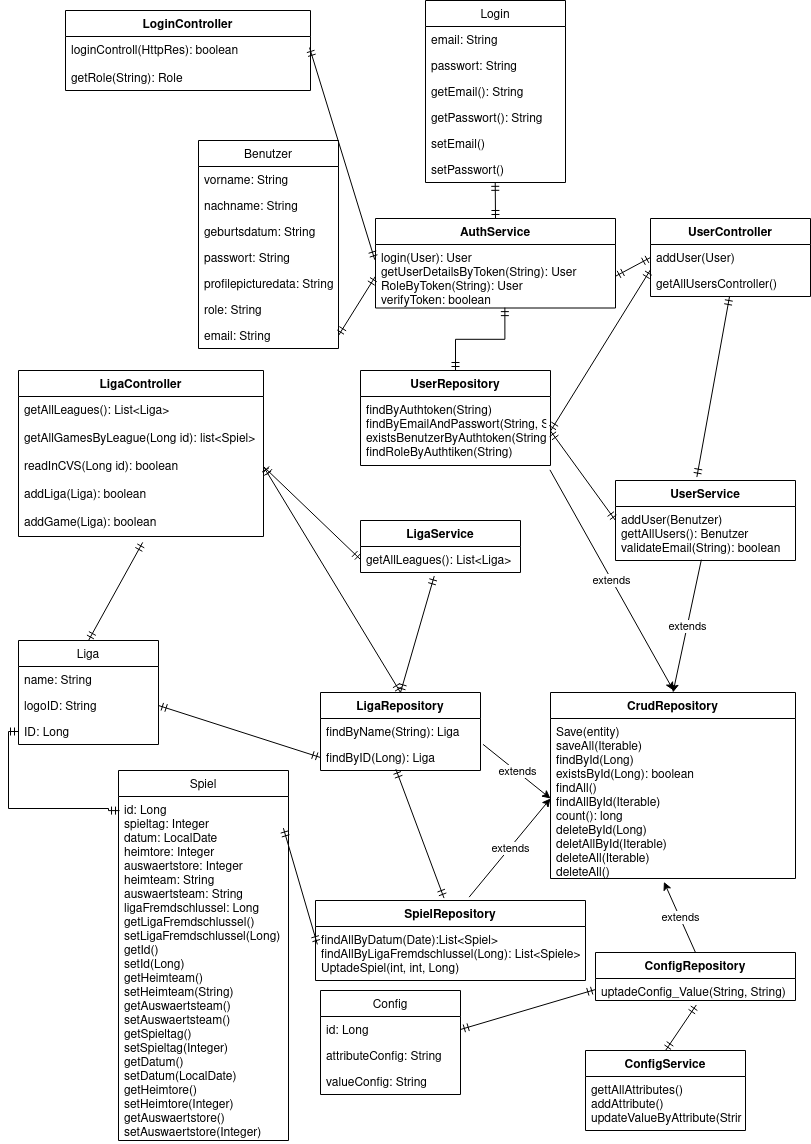 LoginController
loginControll(HttpRes): boolean
getRole(String): Role
Login
email: String
passwort: String
getEmail(): String
getPasswort(): String
setEmail()
setPasswort()
Benutzer
vorname: String
nachname: String
geburtsdatum: String
passwort: String
profilepicturedata: String
role: String
email: String
AuthService
login(User): User
getUserDetailsByToken(String): User
RoleByToken(String): User
verifyToken: boolean
UserController
addUser(User)
getAllUsersController()
LigaController
getAllLeagues(): List<Liga>
getAllGamesByLeague(Long id): list<Spiel>
readInCVS(Long id): boolean
addLiga(Liga): boolean
addGame(Liga): boolean
UserRepository
findByAuthtoken(String)
findByEmailAndPasswort(String, S
existsBenutzerByAuthtoken(String
findRoleByAuthtiken(String)
UserService
addUser(Benutzer)
gettAllUsers(): Benutzer
validateEmail(String): boolean
LigaService
getAllLeagues(): List<Liga>
extends
extends
Liga
name: String
logoID: String
ID: Long
LigaRepository
findByName(String): Liga
findByID(Long): Liga
extends
extends
CrudRepository
Save(entity)
saveAll(Iterable)
findById(Long)
existsById(Long): boolean
findAll()
findAllById(Iterable)
count(): long
deleteById(Long)
deletAllById(Iterable)
deleteAll(Iterable)
deleteAll()
Spiel
id: Long
spieltag: Integer
datum: LocalDate
heimtore: Integer
auswaertstore: Integer
heimteam: String
auswaertsteam: String
ligaFremdschlussel: Long
getLigaFremdschlussel()
setLigaFremdschlussel(Long)
getId()
setId(Long)
getHeimteam()
setHeimteam(String)
getAuswaertsteam()
setAuswaertsteam()
getSpieltag()
setSpieltag(Integer)
getDatum()
setDatum(LocalDate)
getHeimtore()
setHeimtore(Integer)
getAuswaertstore()
setAuswaertstore(Integer)
SpielRepository
findAllByDatum(Date):List<Spiel>
findAllByLigaFremdschlussel(Long): List<Spiele>
UptadeSpiel(int, int, Long)
extends
ConfigRepository
uptadeConfig_Value(String, String)
Config
id: Long
attributeConfig: String
valueConfig: String
ConfigService
gettAllAttributes()
addAttribute()
updateValueByAttribute(Strir